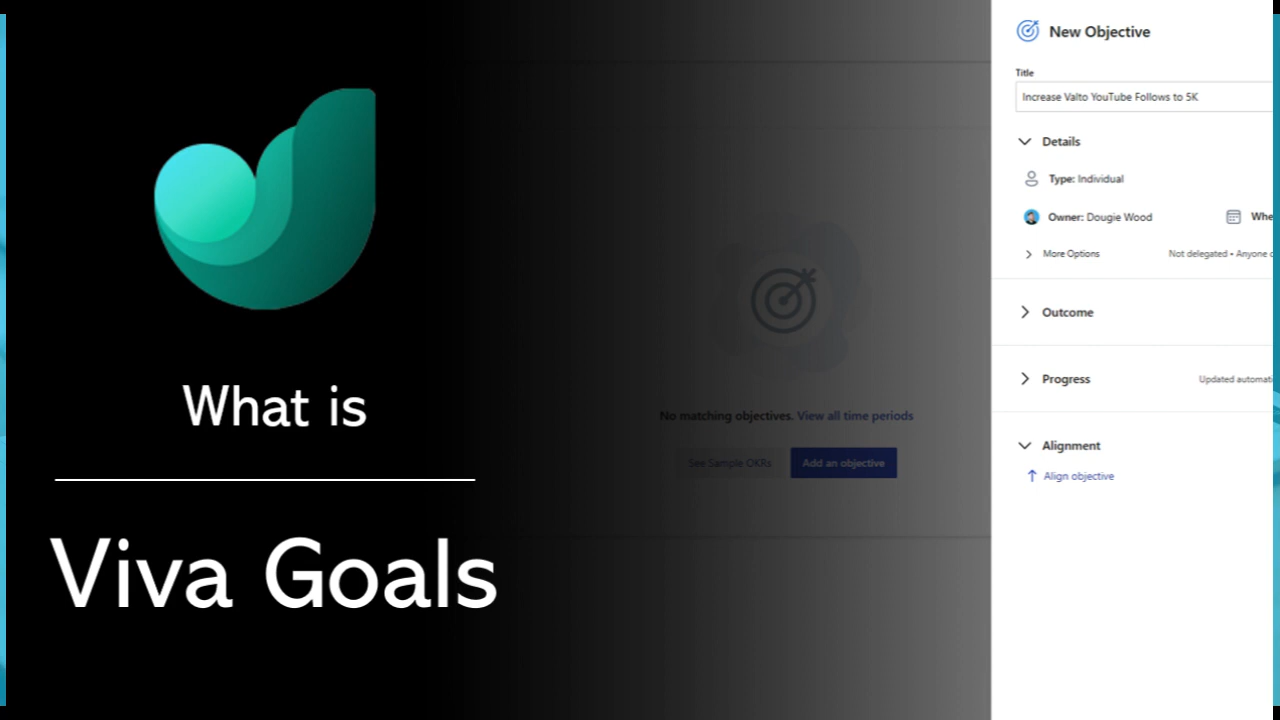 What is
Viva Goals
No matching objectives. View all time periods
See Sample OKRs
Add an objective
New Objective
Title
Increase Valto YouTube Follows to 5K
Details
Type: Individual
Owner: Dougie Wood
More Options
Not delegated • Anyone
Outcome
Progress
Updated
Alignment
Align objective